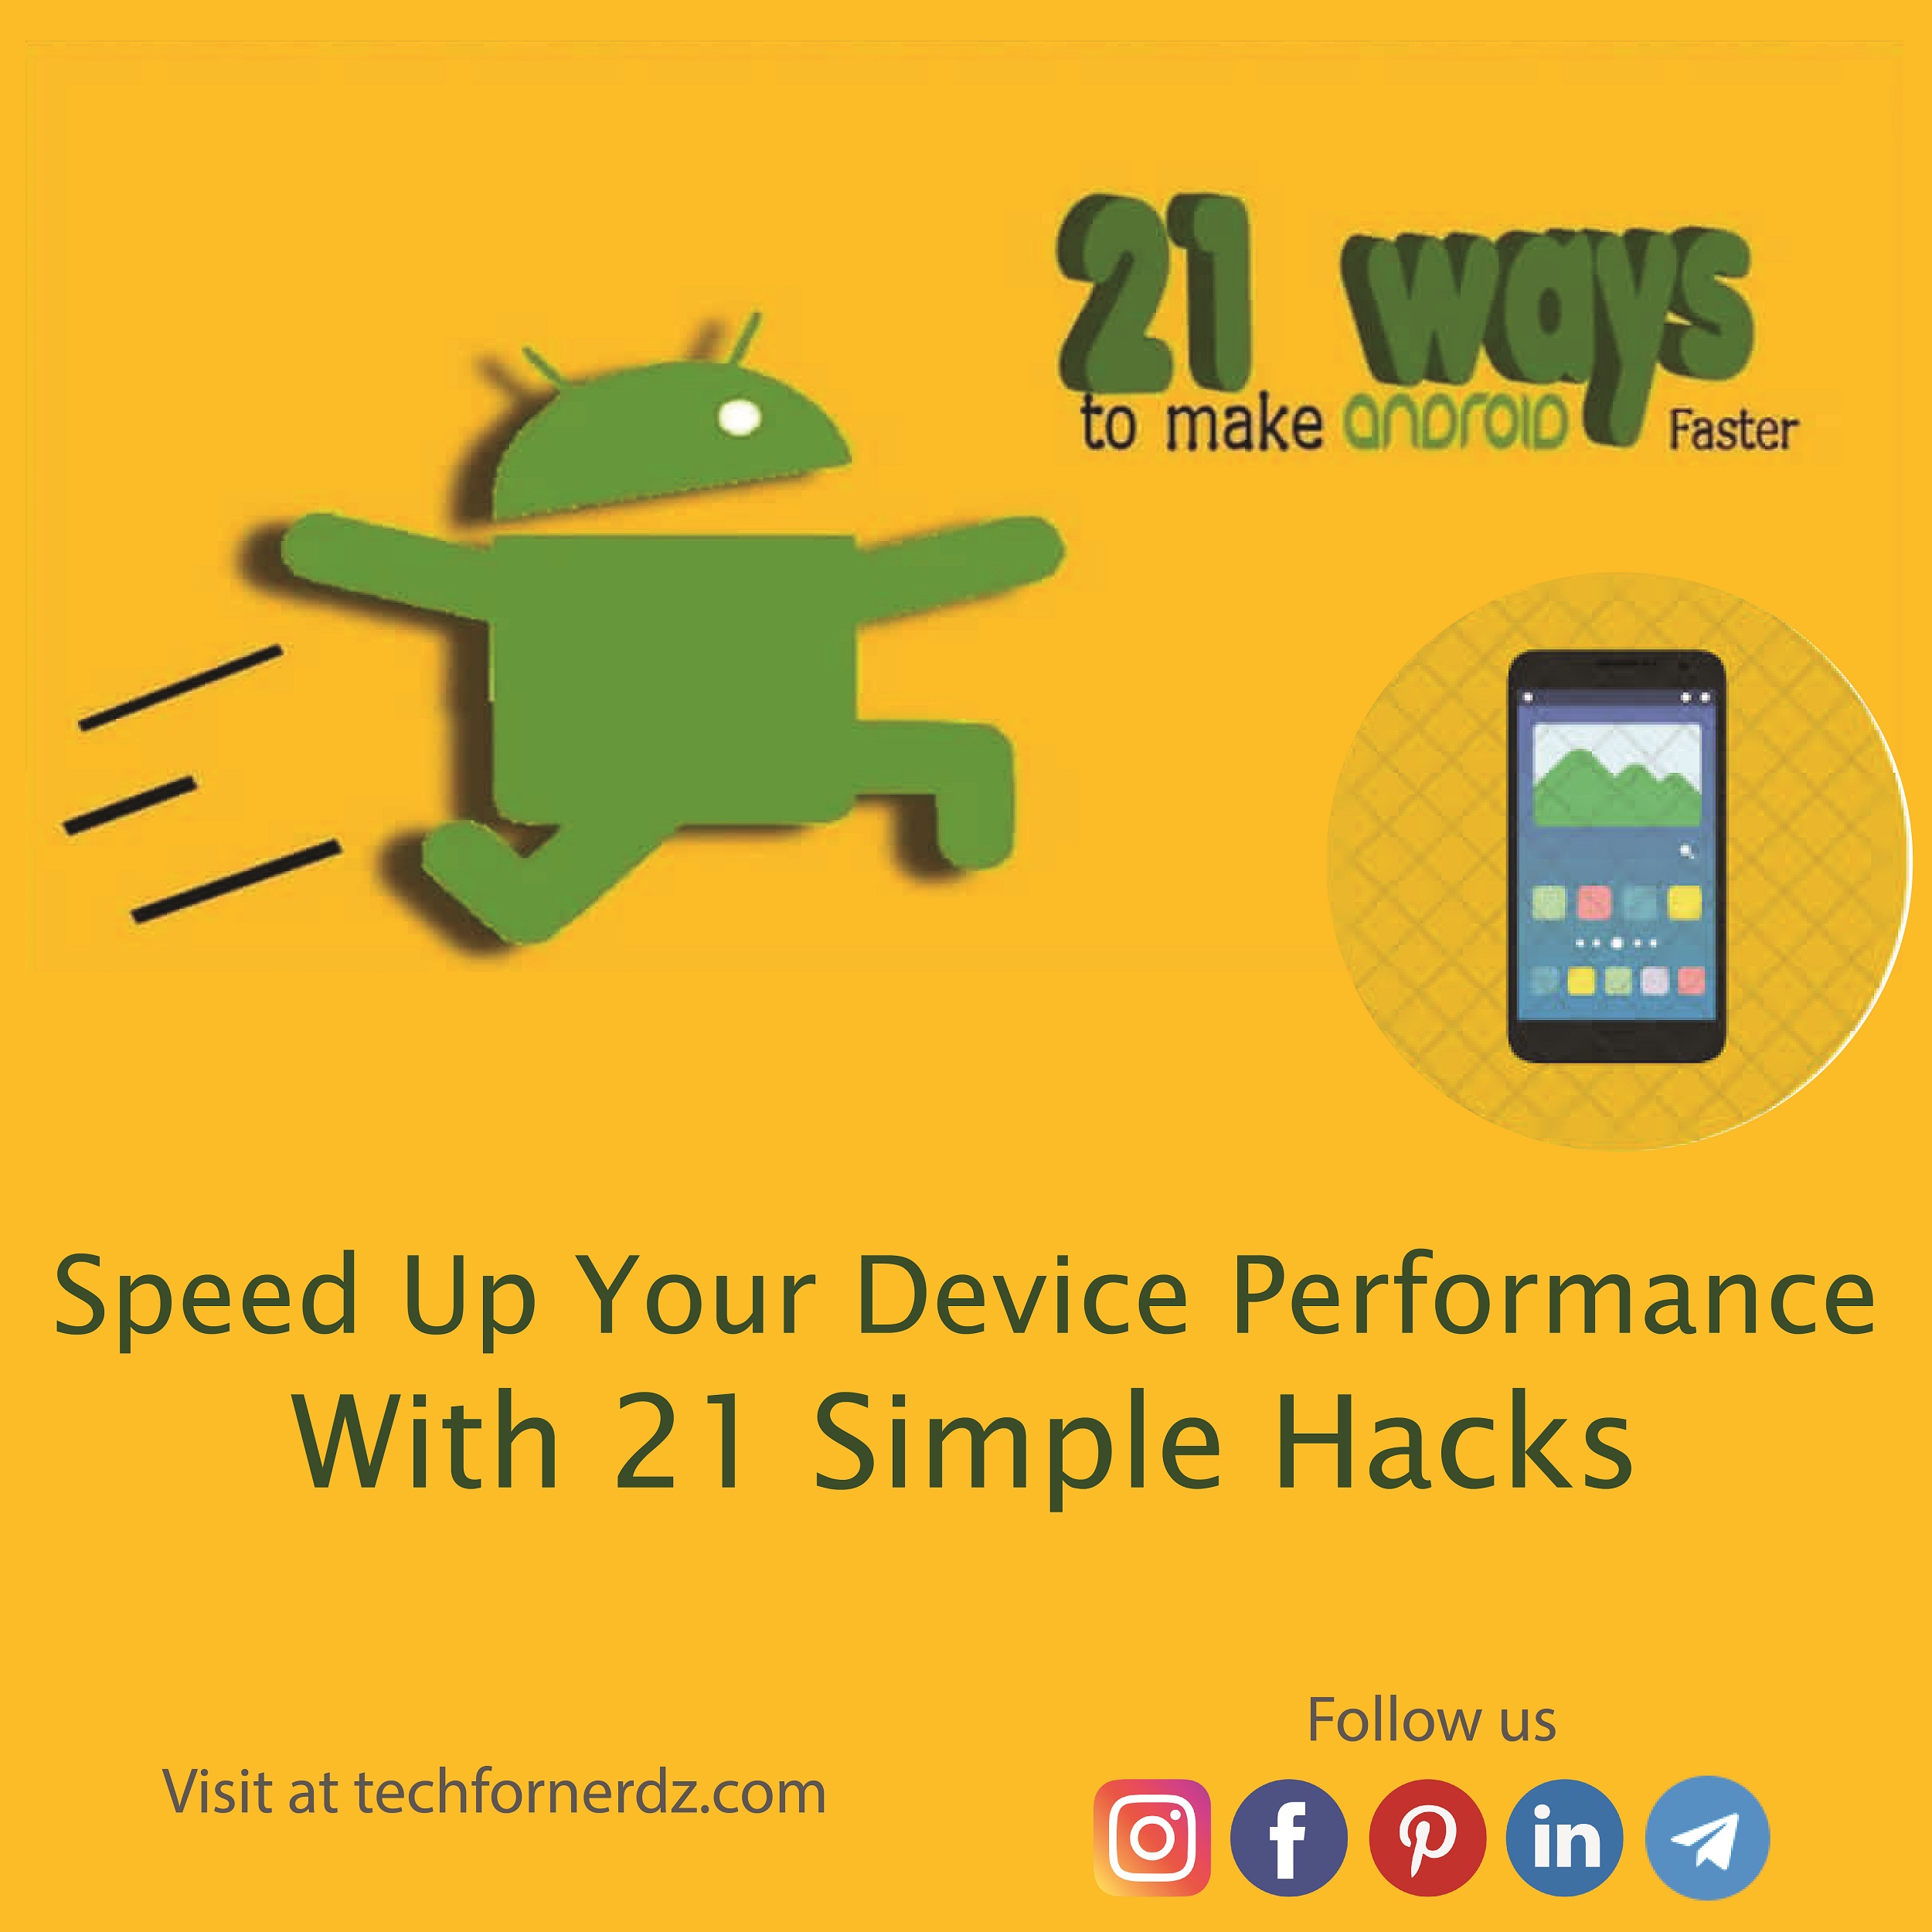 21 ways
to make android Faster
Speed Up Your Device Performance
With 21 Simple Hacks
Follow us
Visit at techfornerdz.com
f
in